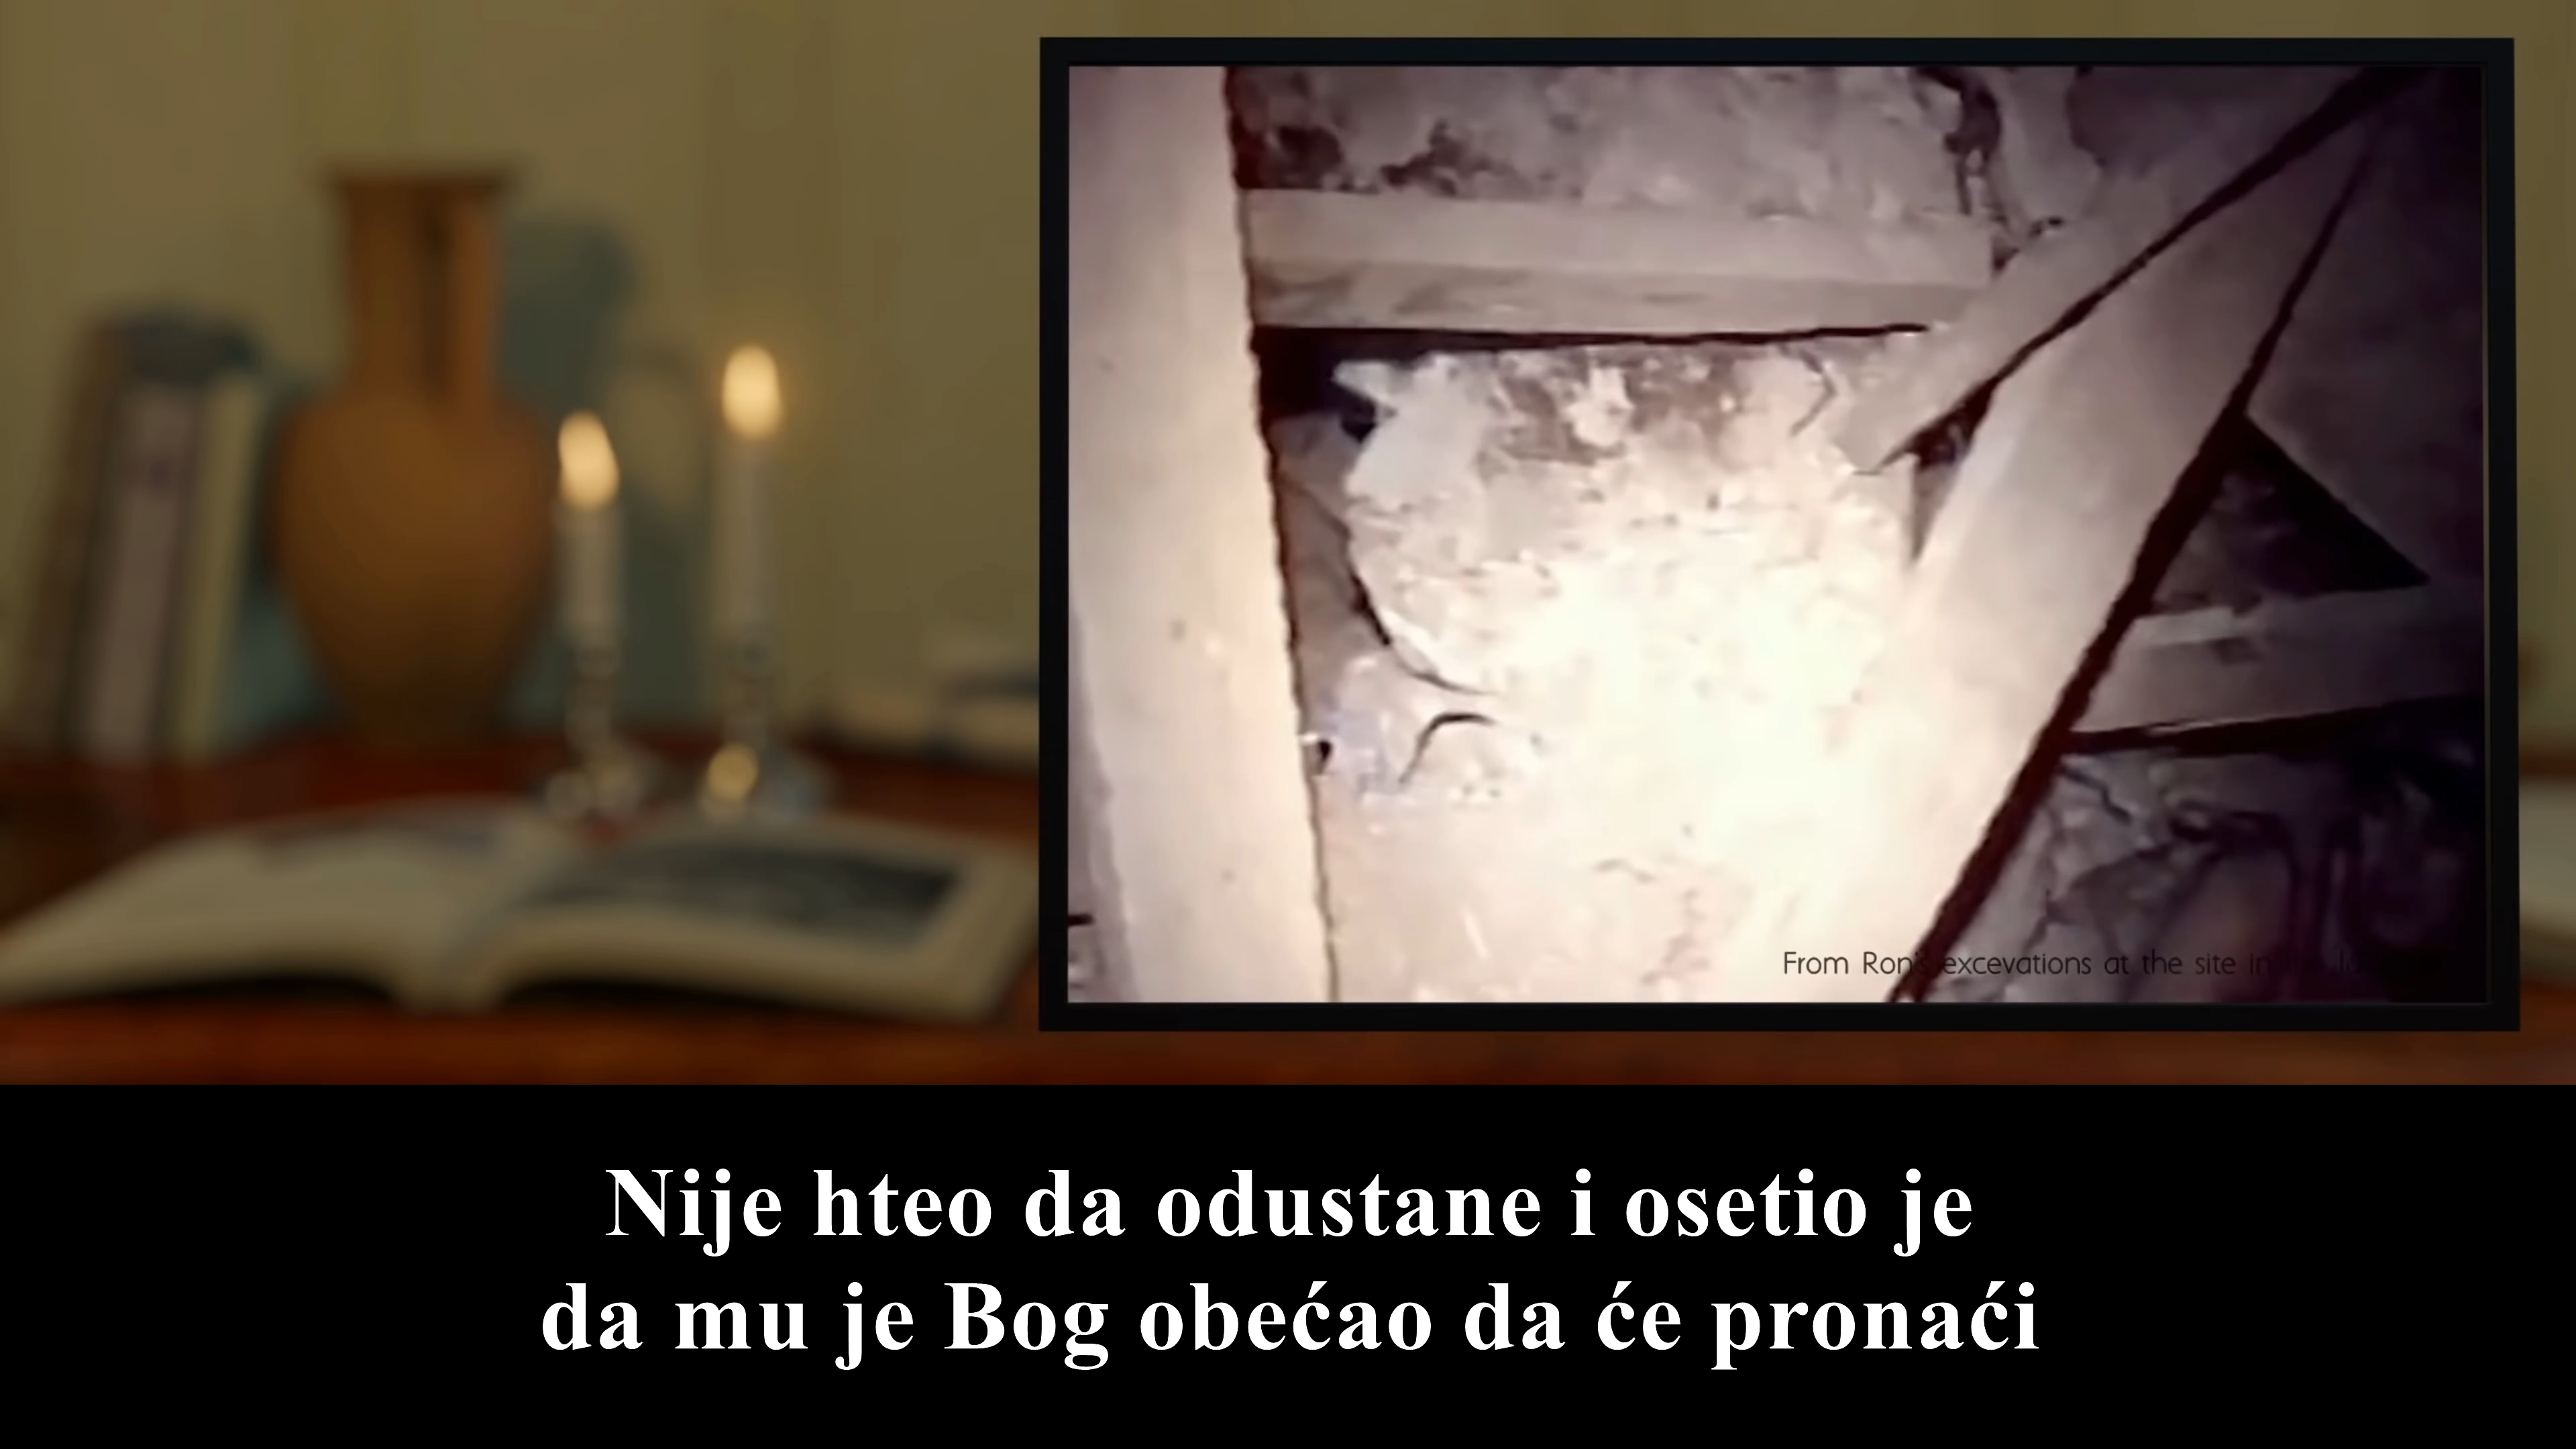 From Ron's excevations at the site in
Nije hteo da odustane i osetio je
da mu je Bog obećao da će pronaći